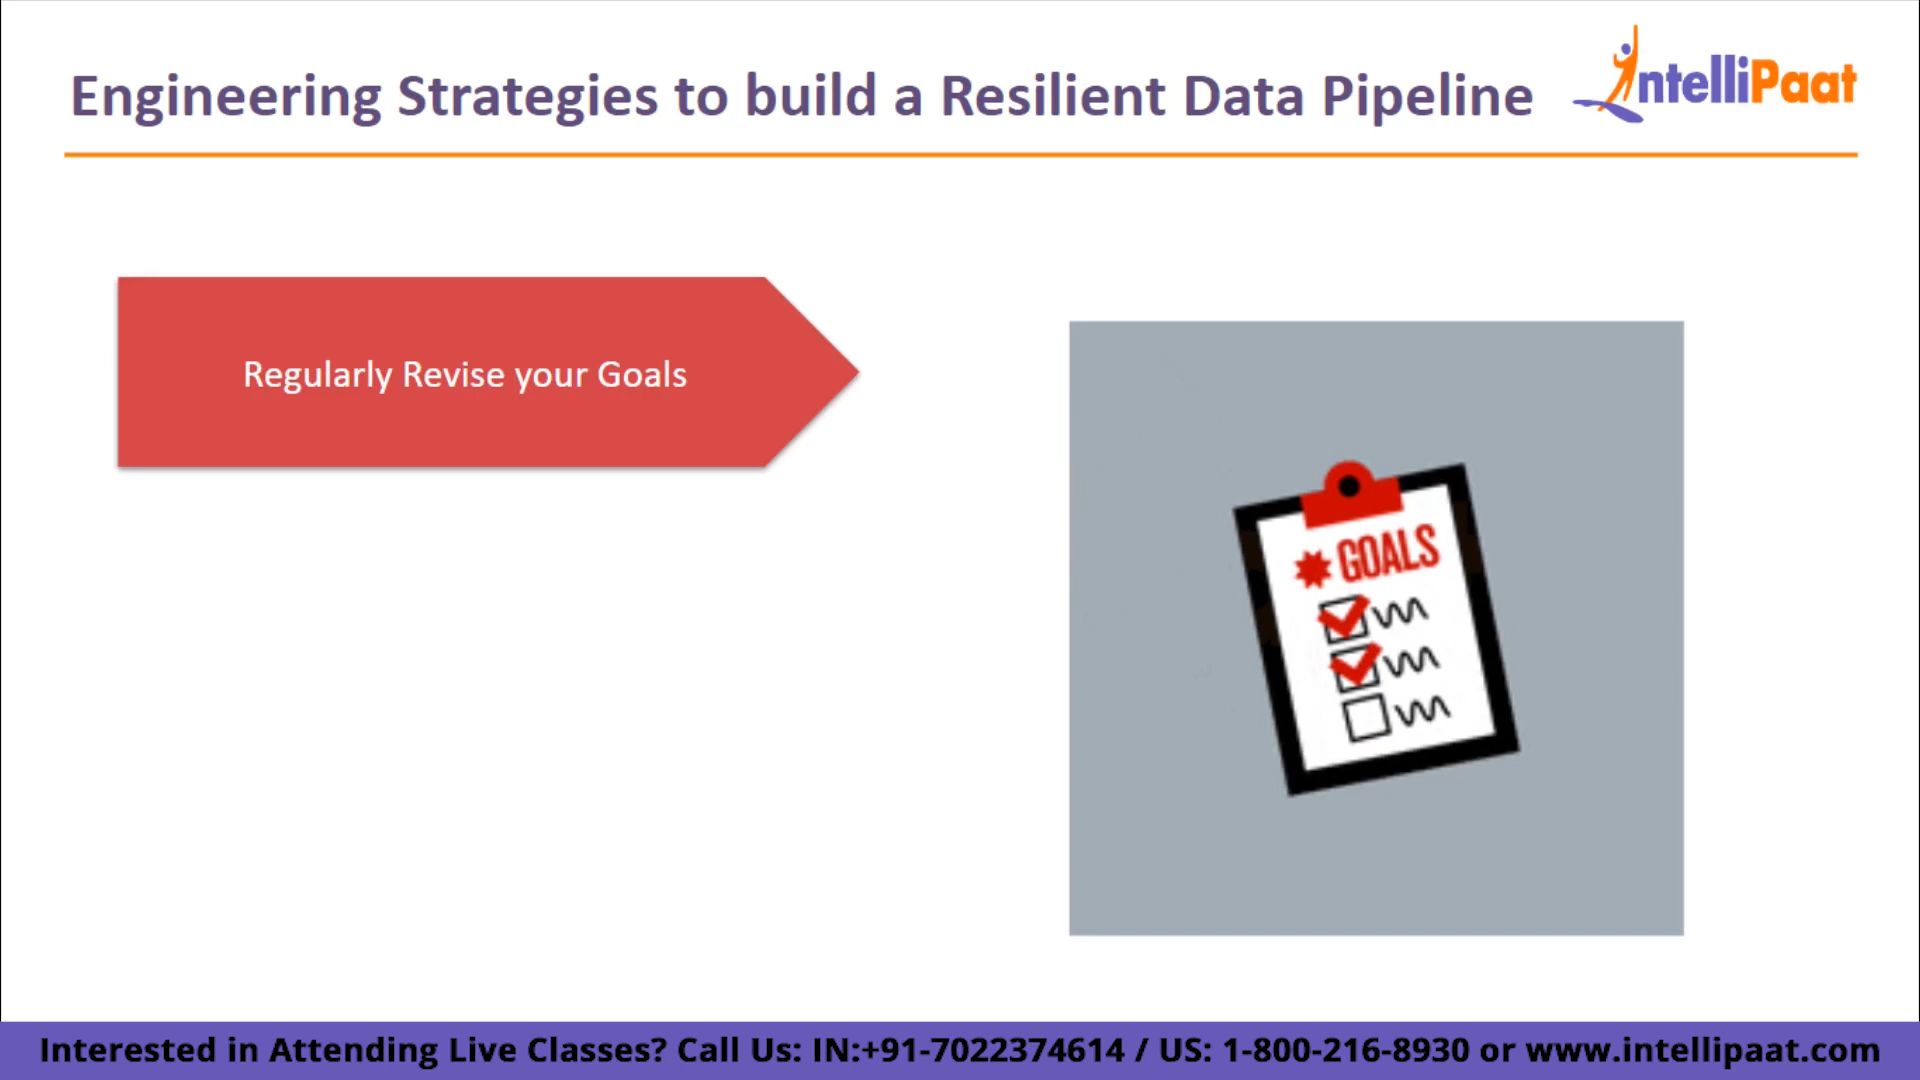 Engineering Strategies to build a Resilient Data Pipeline
IntelliPaat
Regularly Revise your Goals
GOALS
Interested in Attending Live Classes? Call Us: IN:+91-7022374614 / US: 1-800-216-8930 or www.intellipaat.com